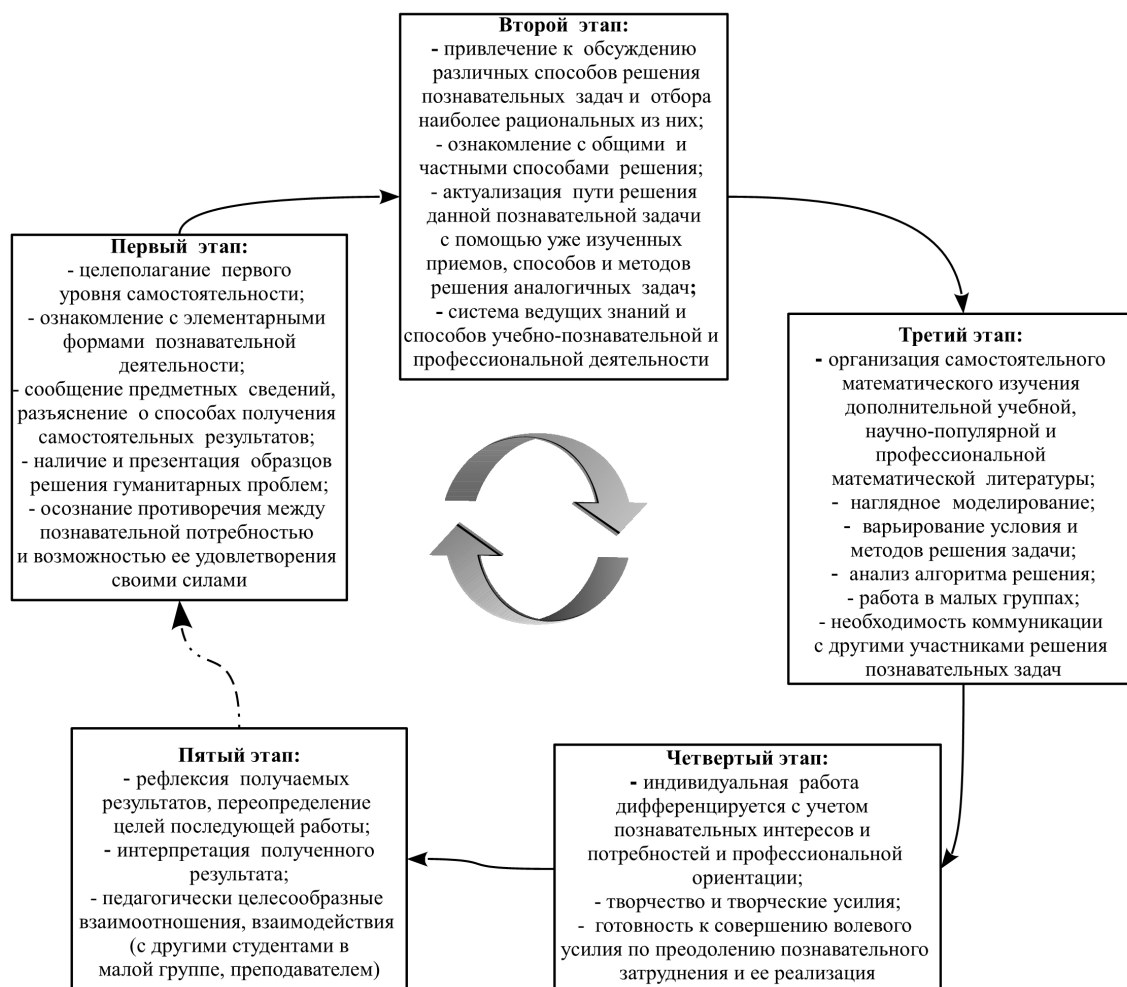 Второй этап:
- привлечение к обсуждению
различных способов решения
познавательных задач и отбора
наиболее рациональных из них;
- ознакомление с общими и
частными способами решения;
- актуализация пути решения
данной познавательной задачи
с помощью уже изученных
приемов, способов и методов
решения аналогичных задач;
- система ведущих знаний и
способов учебно-познавательной и
профессиональной деятельности
Первый этап:
- целеполагание первого
уровня самостоятельности;
- ознакомление с элементарными
формами познавательной
деятельности;
- сообщение предметных сведений,
разъяснение о способах получения
самостоятельных результатов;
- наличие и презентация образцов
решения гуманитарных проблем;
- осознание противоречия между
познавательной потребностью
и возможностью ее удовлетворения
своими силами
Третий этап:
- организация самостоятельного
математического изучения
дополнительной учебной,
научно-популярной и
профессиональной
математической литературы;
- наглядное моделирование;
- варьирование условия и
методов решения задачи;
- анализ алгоритма решения;
- работа в малых группах;
- необходимость коммуникации
с другими участниками решения
познавательных задач
Четвертый этап:
- индивидуальная работа
дифференцируется с учетом
познавательных интересов и
потребностей и профессиональной
ориентации;
- творчество и творческие усилия;
- готовность к совершению волевого
усилия по преодолению познавательного
затруднения и ее реализация
Пятый этап:
- рефлексия получаемых
результатов, переопределение
целей последующей работы;
- интерпретация полученного
результата;
- педагогически целесообразные
взаимоотношения, взаимодействия
(с другими студентами в
малой группе, преподавателем)